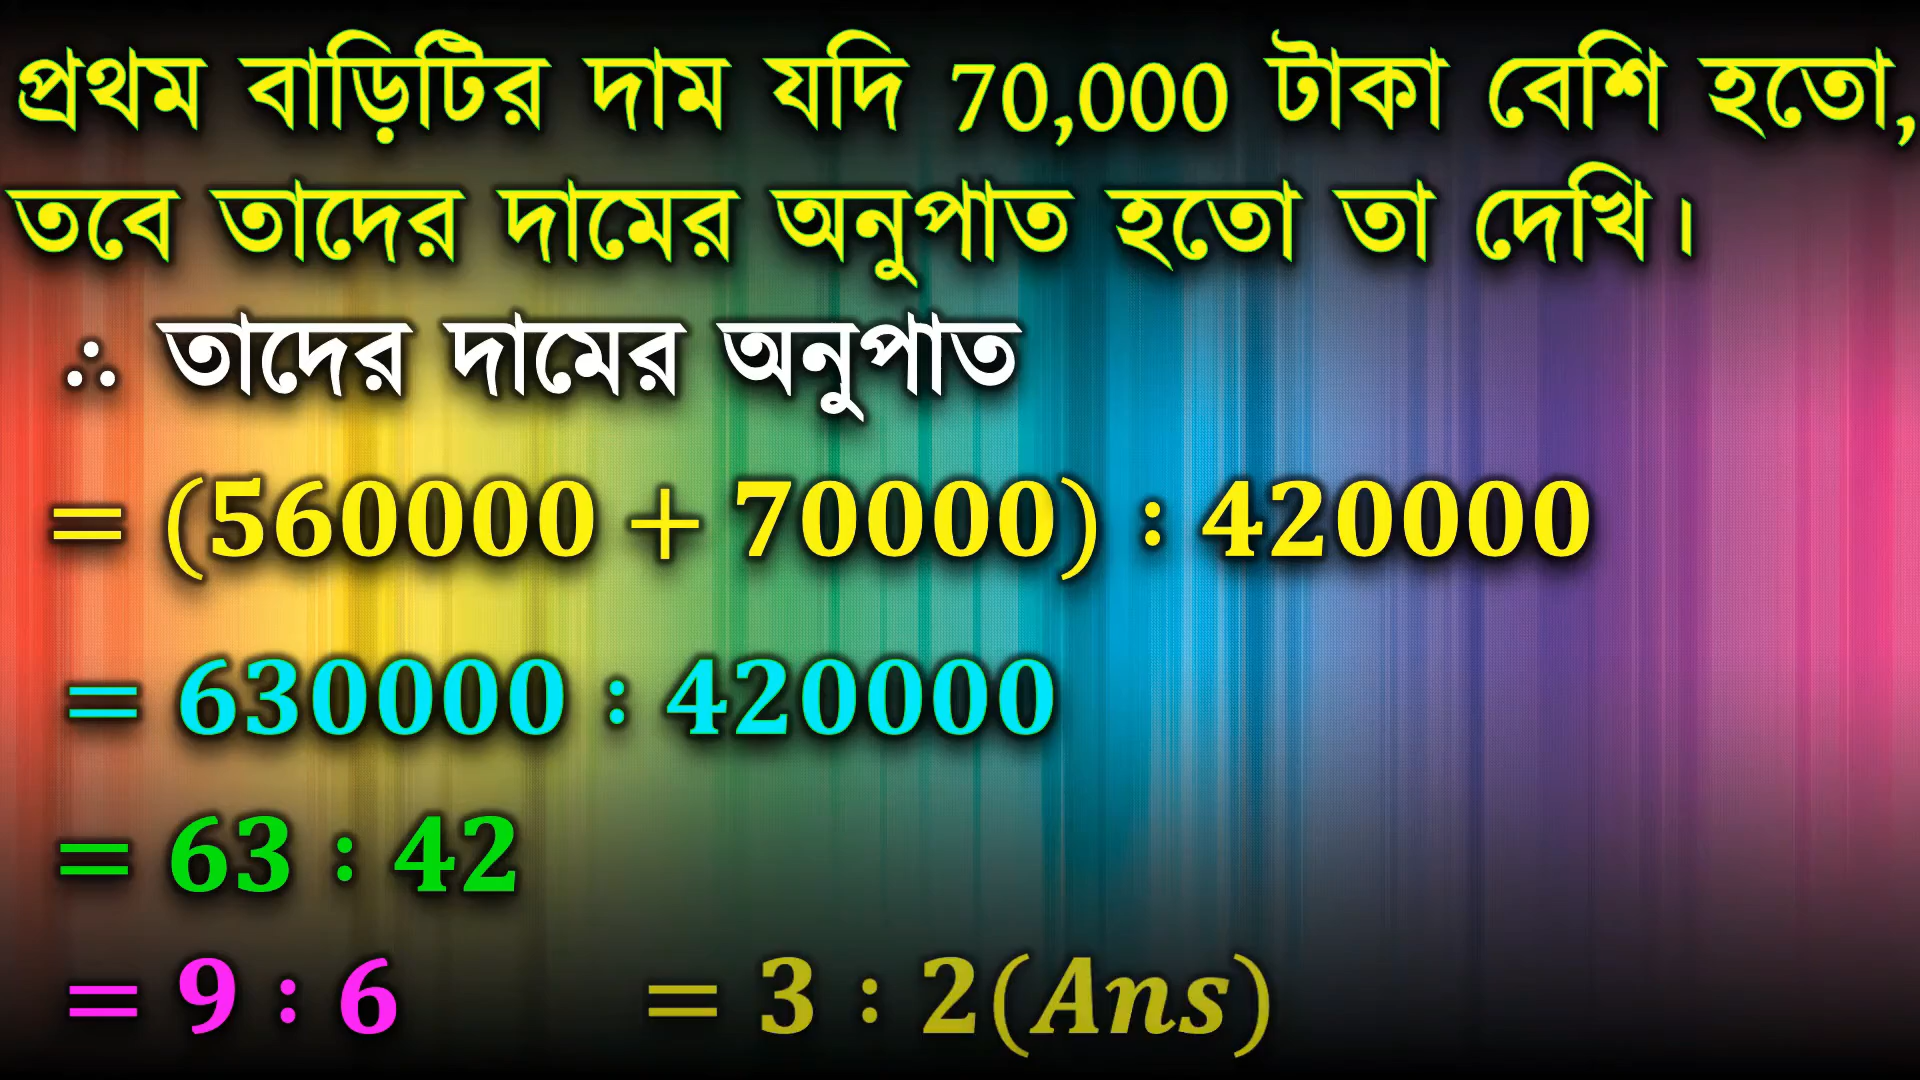 প্রথম বাড়িটির দাম যদি 70,000 টাকা বেশি হতো,
তবে তাদের দামের অনুপাত হতো তা দেখি।
∴ তাদের দামের অনুপাত
= (560000 + 70000) : 420000
= 630000 : 420000
= 63 : 42
= 9 : 6 = 3 : 2(Ans)